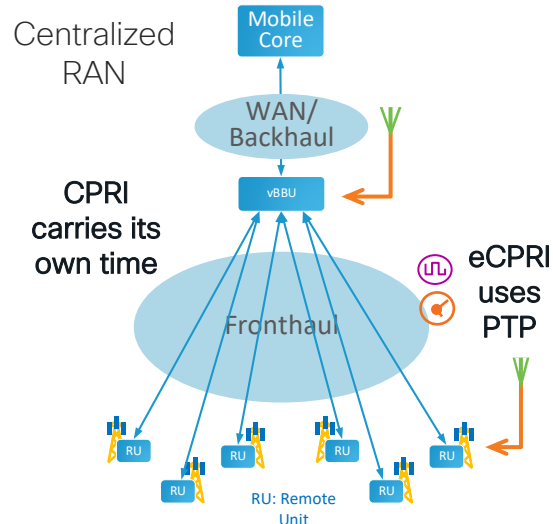 Centralized
RAN
Mobile
Core
WAN/
Backhaul
vBBU
CPRI
carries its
own time
eCPRI
uses
PTP
Fronthaul
RU
RU
RU
RU
RU
RU
RU: Remote
Unit